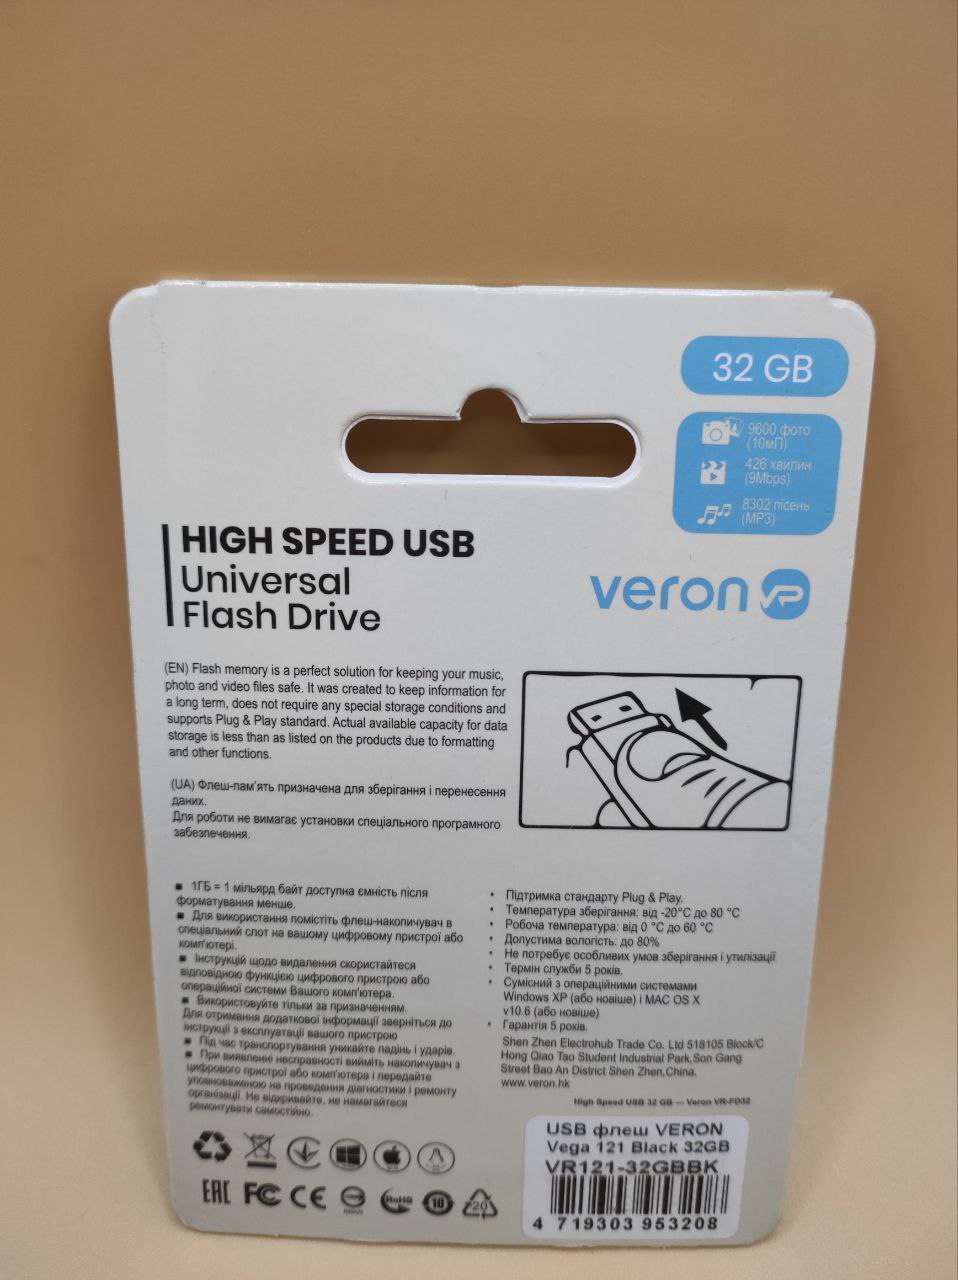 32 GB
9600 фото
(10мП)
426 хвилин
(9Mbps)
8302 пісень
(MP3)
HIGH SPEED USB
Universal
Flash Drive
veron VP
(EN) Flash memory is a perfect solution for keeping your music,
photo and video files safe. It was created to keep information for
a long term, does not require any special storage conditions and
supports Plug & Play standard. Actual available capacity for data
storage is less than as listed on the products due to formatting
and other functions.
(UA) Флеш-пам'ять призначена для зберігання і перенесення
даних.
Для роботи не вимагає установки спеціального програмного
забезпечення.
■ 1ГБ = 1 мільярд байт доступна ємність після
форматування менше.
■ Для використання помістіть флеш-накопичувач в
спеціальний слот на вашому цифровому пристрої або
комп'ютері.
■ Інструкцій щодо видалення скористайтеся
відповідною функцією цифрового пристрою або
операційної системи Вашого комп'ютера.
■ Використовуйте тільки за призначенням.
Для отримання додаткової інформації зверніться до
інструкції з експлуатації вашого пристрою
■ Під час транспортування уникайте падінь і ударів.
■ При виявленні несправності вийміть накопичувач з
цифрового пристрої або комп'ютера і передайте
уповноваженою на проведення діагностики і ремонту
організації. Не відкривайте, не намагайтеся
ремонтувати самостійно.
• Підтримка стандарту Plug & Play.
• Температура зберігання: від -20°C до 80 °C
• Робоча температура: від 0 °C до 60 °C
• Допустима вологість: до 80%
• Не потребує особливих умов зберігання і утилізації
• Термін служби 5 років.
• Сумісний з операційними системами
Windows XP (або новіше) і MAC OS X
v10.6 (або новіше)
• Гарантія 5 років.
Shen Zhen Electrohub Trade Co. Ltd 518105 Block/C
Hong Qiao Tao Student Industrial Park,Son Gang
Street Bao An District Shen Zhen,China.
www.veron.hk
High Speed USB 32 GB — Veron VR-FD32
EAC FC CE RoHS 10 20
USB флеш VERON
Vega 121 Black 32GB
VR121-32GBBK
4 719303 953208